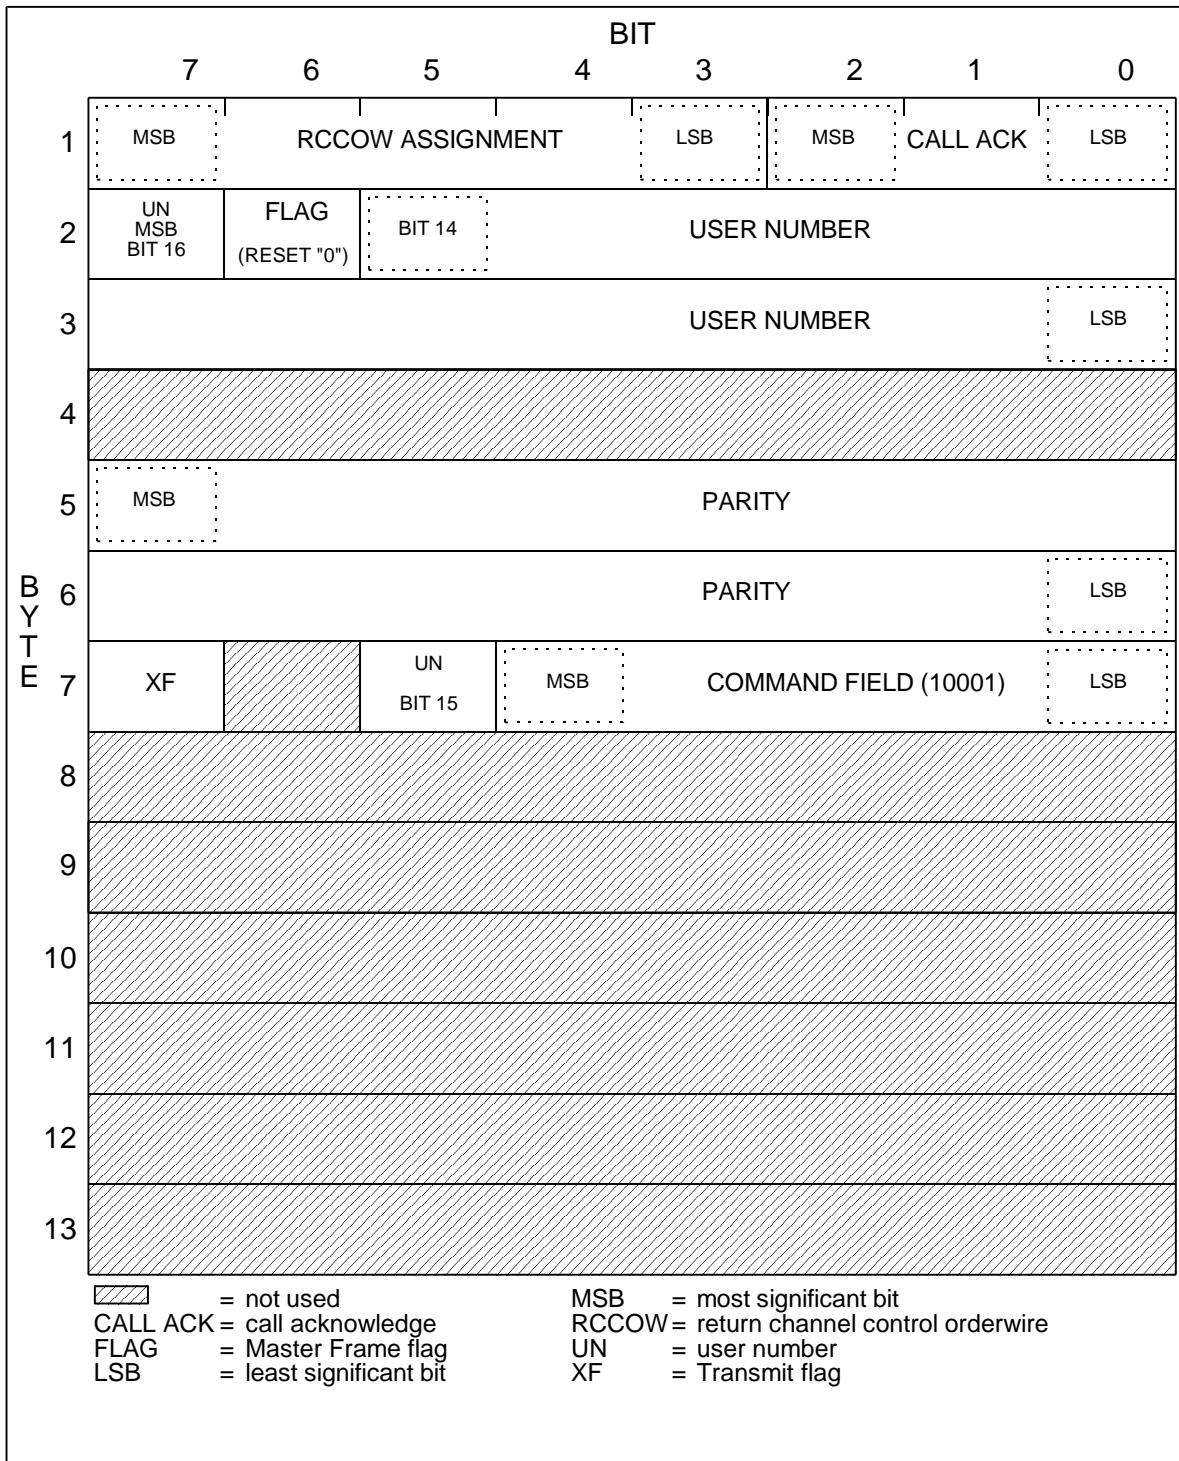 BIT
7 6 5 4 3 2 1 0
1 MSB RCCOW ASSIGNMENT LSB MSB CALL ACK LSB
2 UN MSB BIT 16 FLAG (RESET "0") BIT 14 USER NUMBER
3 USER NUMBER LSB
4
5 MSB PARITY
BYTE
6 PARITY LSB
7 XF UN BIT 15 MSB COMMAND FIELD (10001) LSB
8
9
10
11
12
13
= not used
CALL ACK = call acknowledge
FLAG = Master Frame flag
LSB = least significant bit
MSB = most significant bit
RCCOW = return channel control orderwire
UN = user number
XF = Transmit flag